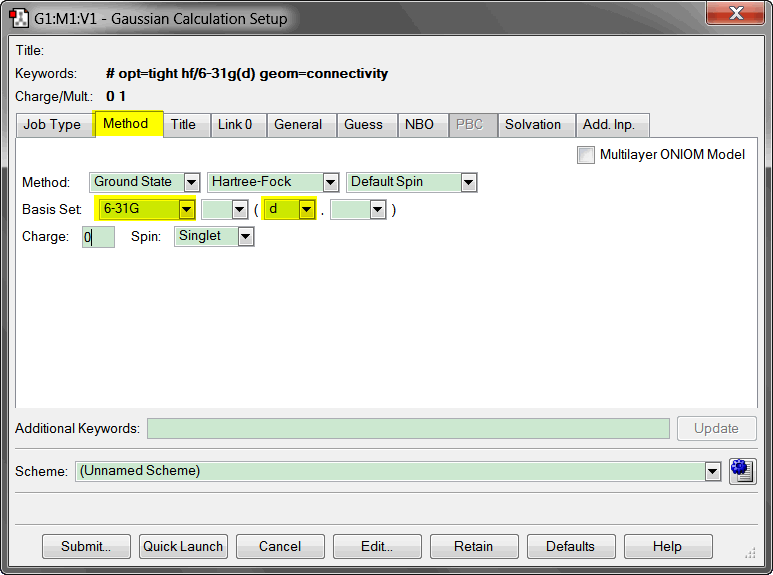 G1:M1:V1 - Gaussian Calculation Setup
Title:
Keywords: # opt=tight hf/6-31g(d) geom=connectivity
Charge/Mult.: 0 1
Job Type Method Title Link 0 General Guess NBO PBC Solvation Add. Inp.
Multilayer ONIOM Model
Method: Ground State Hartree-Fock Default Spin
Basis Set: 6-31G ( d , )
Charge: 0 Spin: Singlet
Additional Keywords: Update
Scheme: (Unnamed Scheme)
Submit... Quick Launch Cancel Edit... Retain Defaults Help